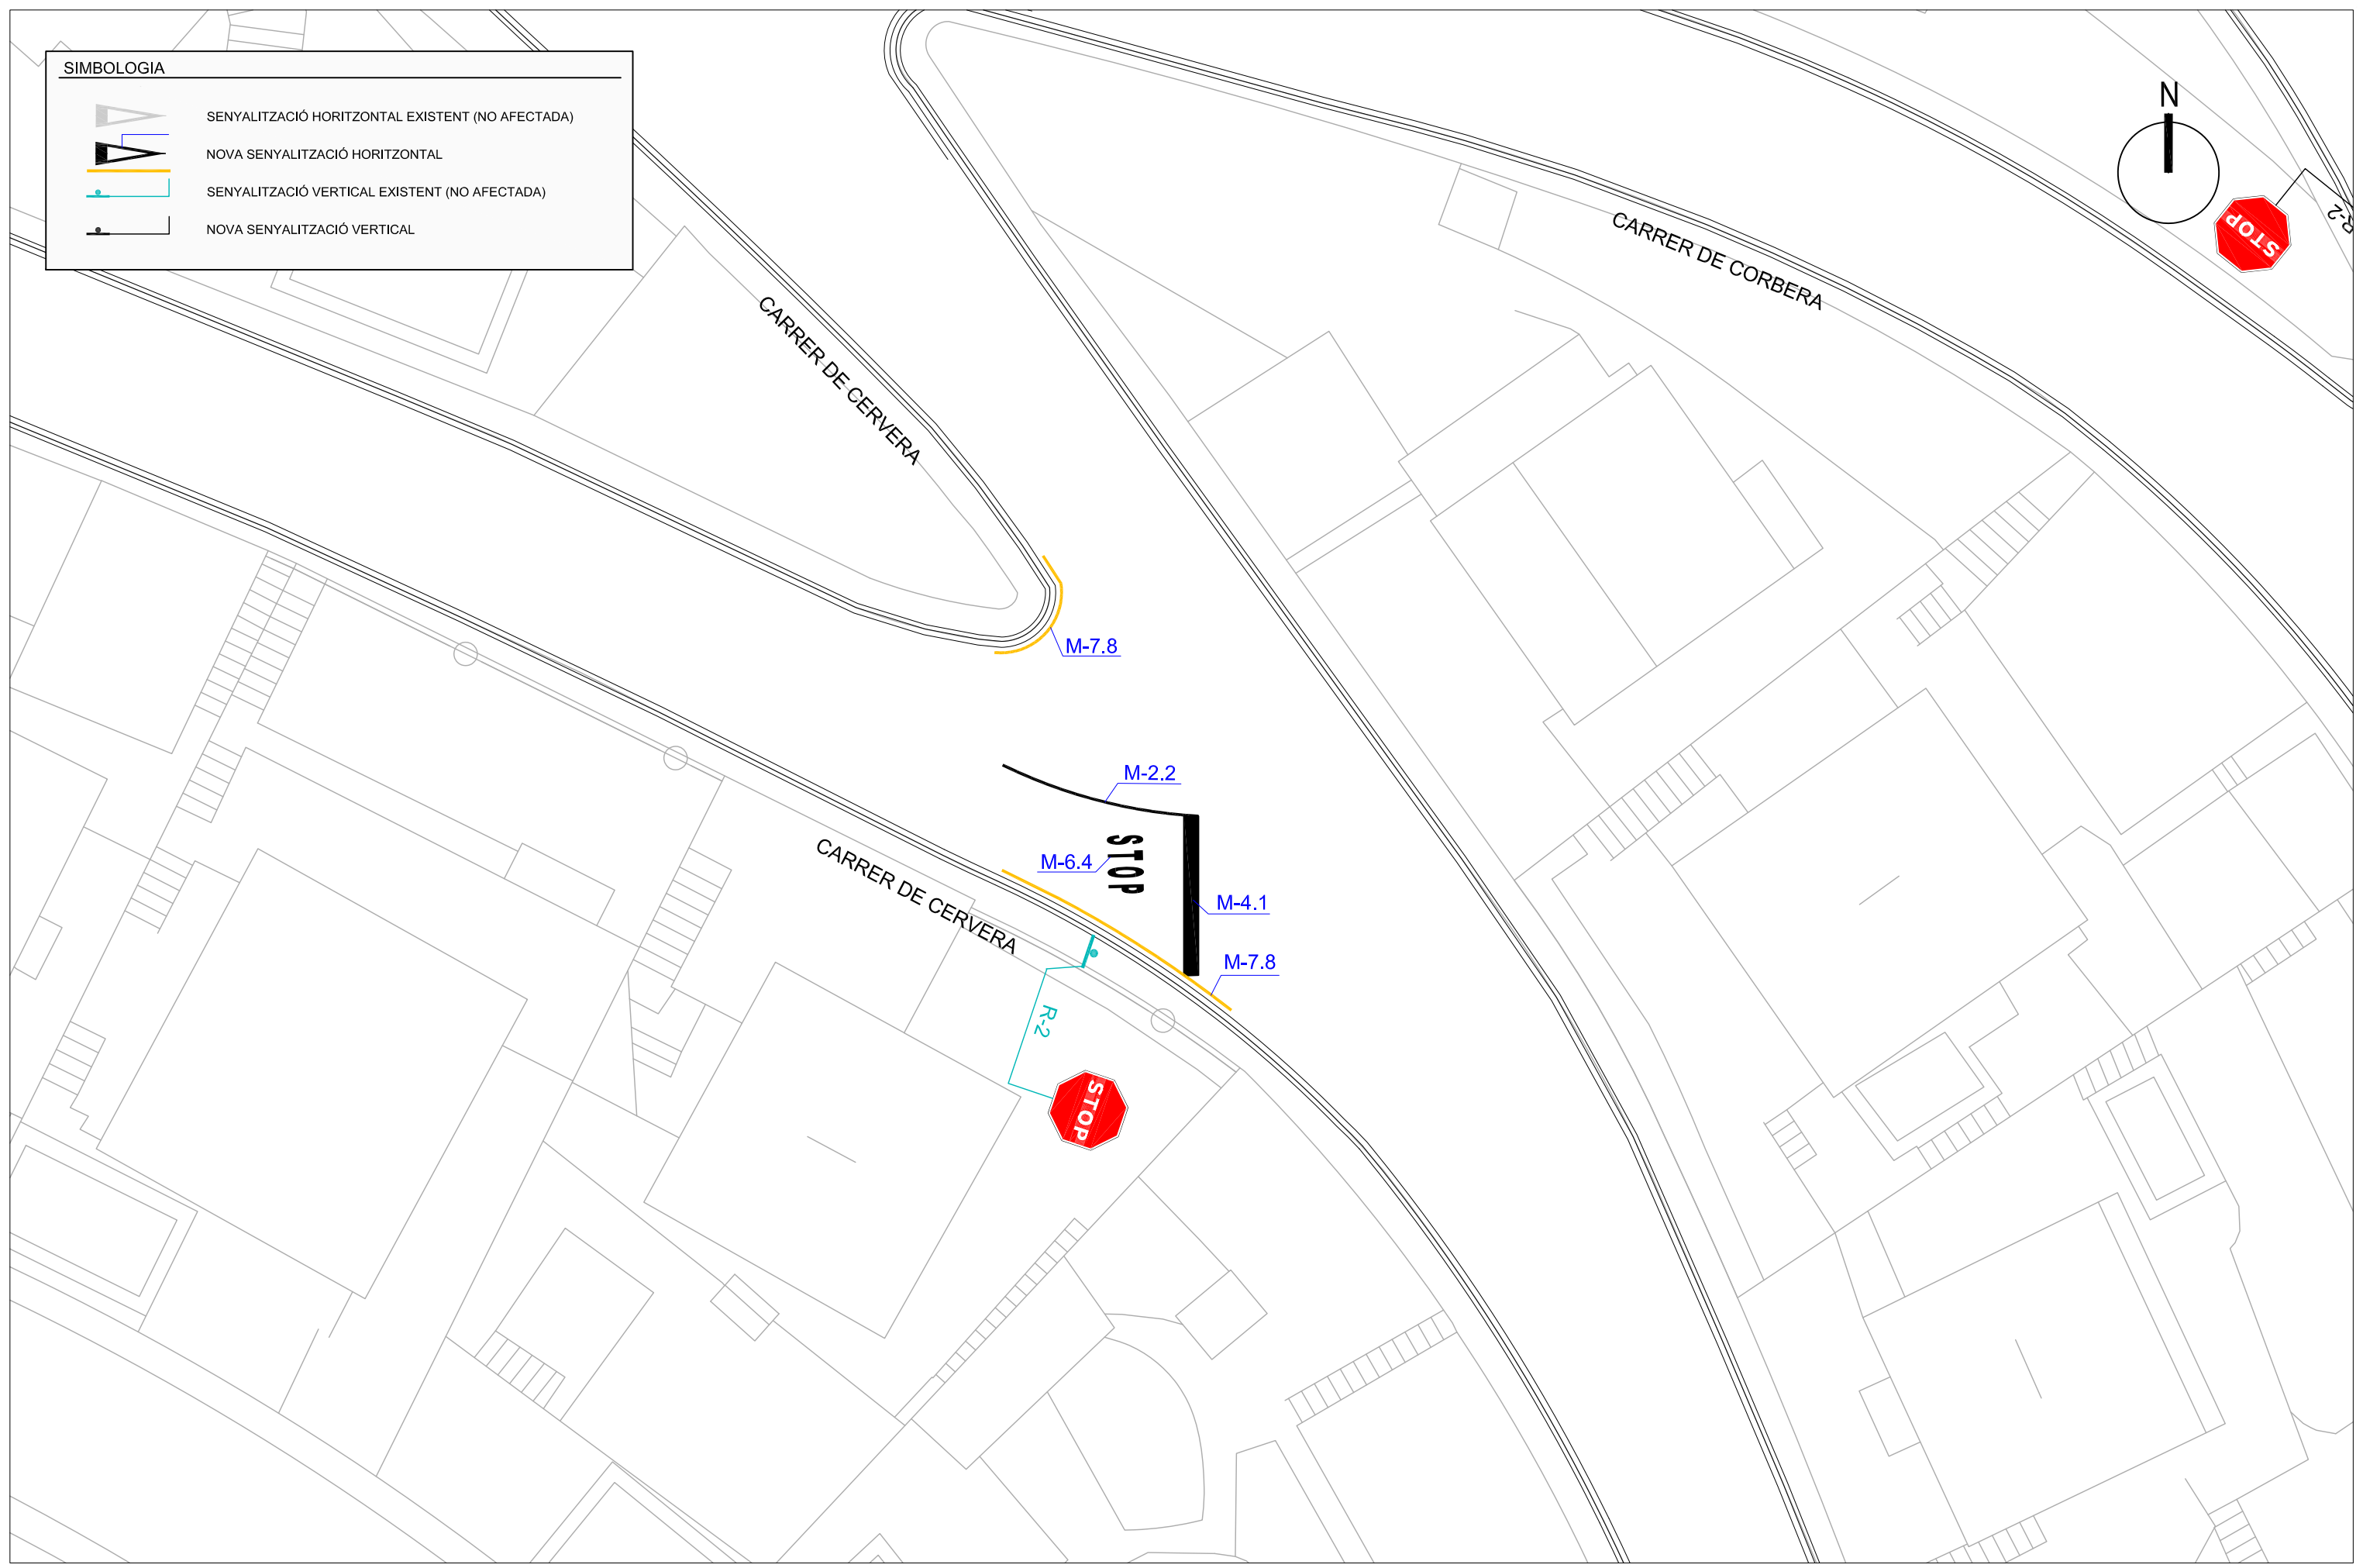 SIMBOLOGIA
SENYALITZACIÓ HORITZONTAL EXISTENT (NO AFECTADA)
NOVA SENYALITZACIÓ HORITZONTAL
SENYALITZACIÓ VERTICAL EXISTENT (NO AFECTADA)
NOVA SENYALITZACIÓ VERTICAL
N
STOP
R-2
CARRER DE CORBERA
CARRER DE CERVERA
M-7.8
M-2.2
STOP
M-6.4
CARRER DE CERVERA
M-4.1
M-7.8
R-2
STOP